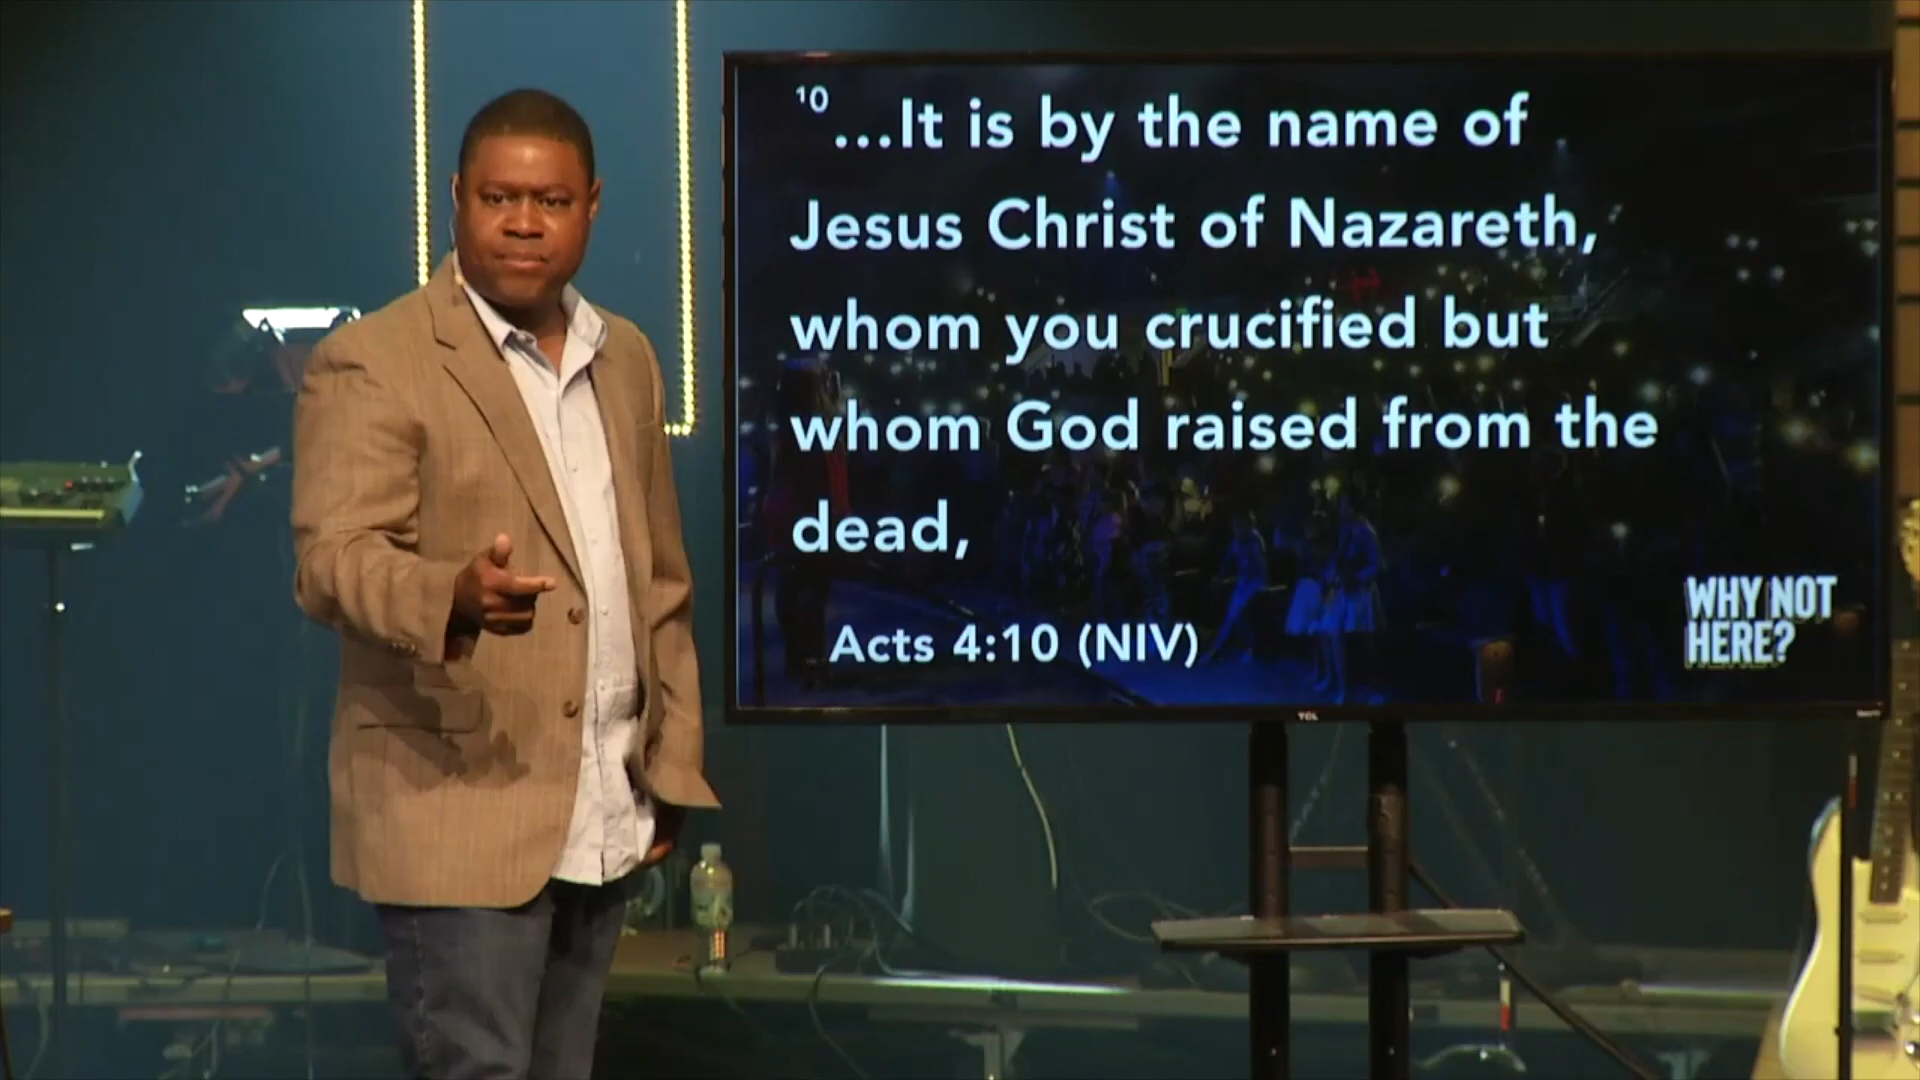 10 ...It is by the name of
Jesus Christ of Nazareth,
whom you crucified but
whom God raised from the
dead,
Acts 4:10 (NIV)
WHY NOT
HERE?
TCL